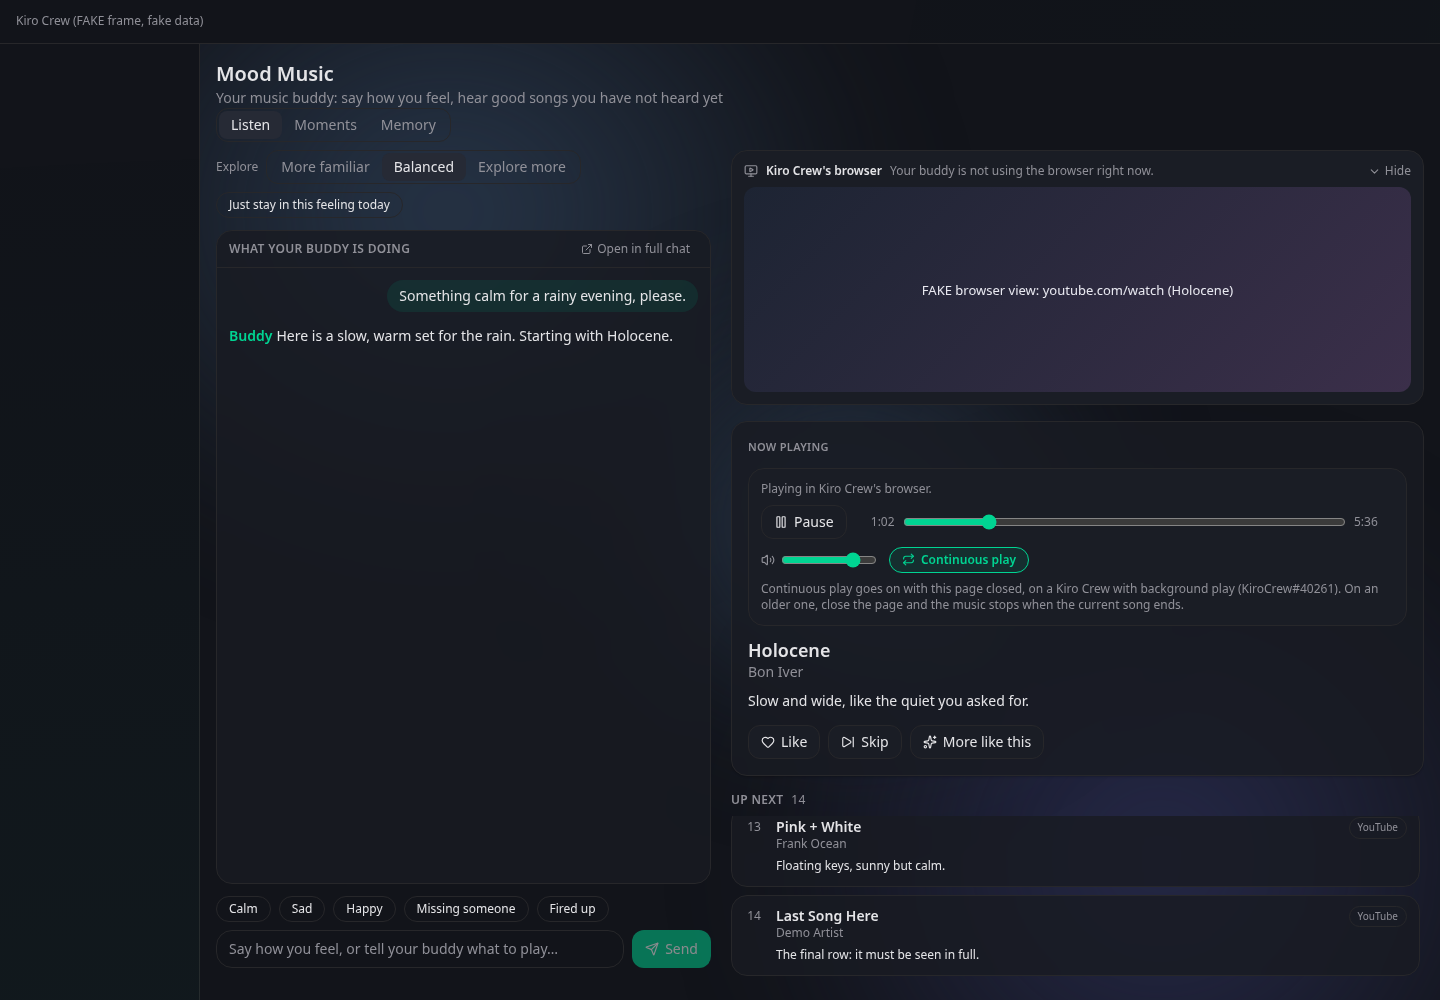 Kiro Crew (FAKE frame, fake data)
Mood Music
Your music buddy: say how you feel, hear good songs you have not heard yet
Listen Moments Memory
Explore More familiar Balanced Explore more
Just stay in this feeling today
WHAT YOUR BUDDY IS DOING Open in full chat
Something calm for a rainy evening, please.
Buddy Here is a slow, warm set for the rain. Starting with Holocene.
Calm Sad Happy Missing someone Fired up
Say how you feel, or tell your buddy what to play...
Send
Kiro Crew's browser Your buddy is not using the browser right now. Hide
FAKE browser view: youtube.com/watch (Holocene)
NOW PLAYING
Playing in Kiro Crew's browser.
Pause 1:02 5:36
Continuous play
Continuous play goes on with this page closed, on a Kiro Crew with background play (KiroCrew#40261). On an
older one, close the page and the music stops when the current song ends.
Holocene
Bon Iver
Slow and wide, like the quiet you asked for.
Like Skip More like this
UP NEXT 14
13 Pink + White YouTube
Frank Ocean
Floating keys, sunny but calm.
14 Last Song Here YouTube
Demo Artist
The final row: it must be seen in full.